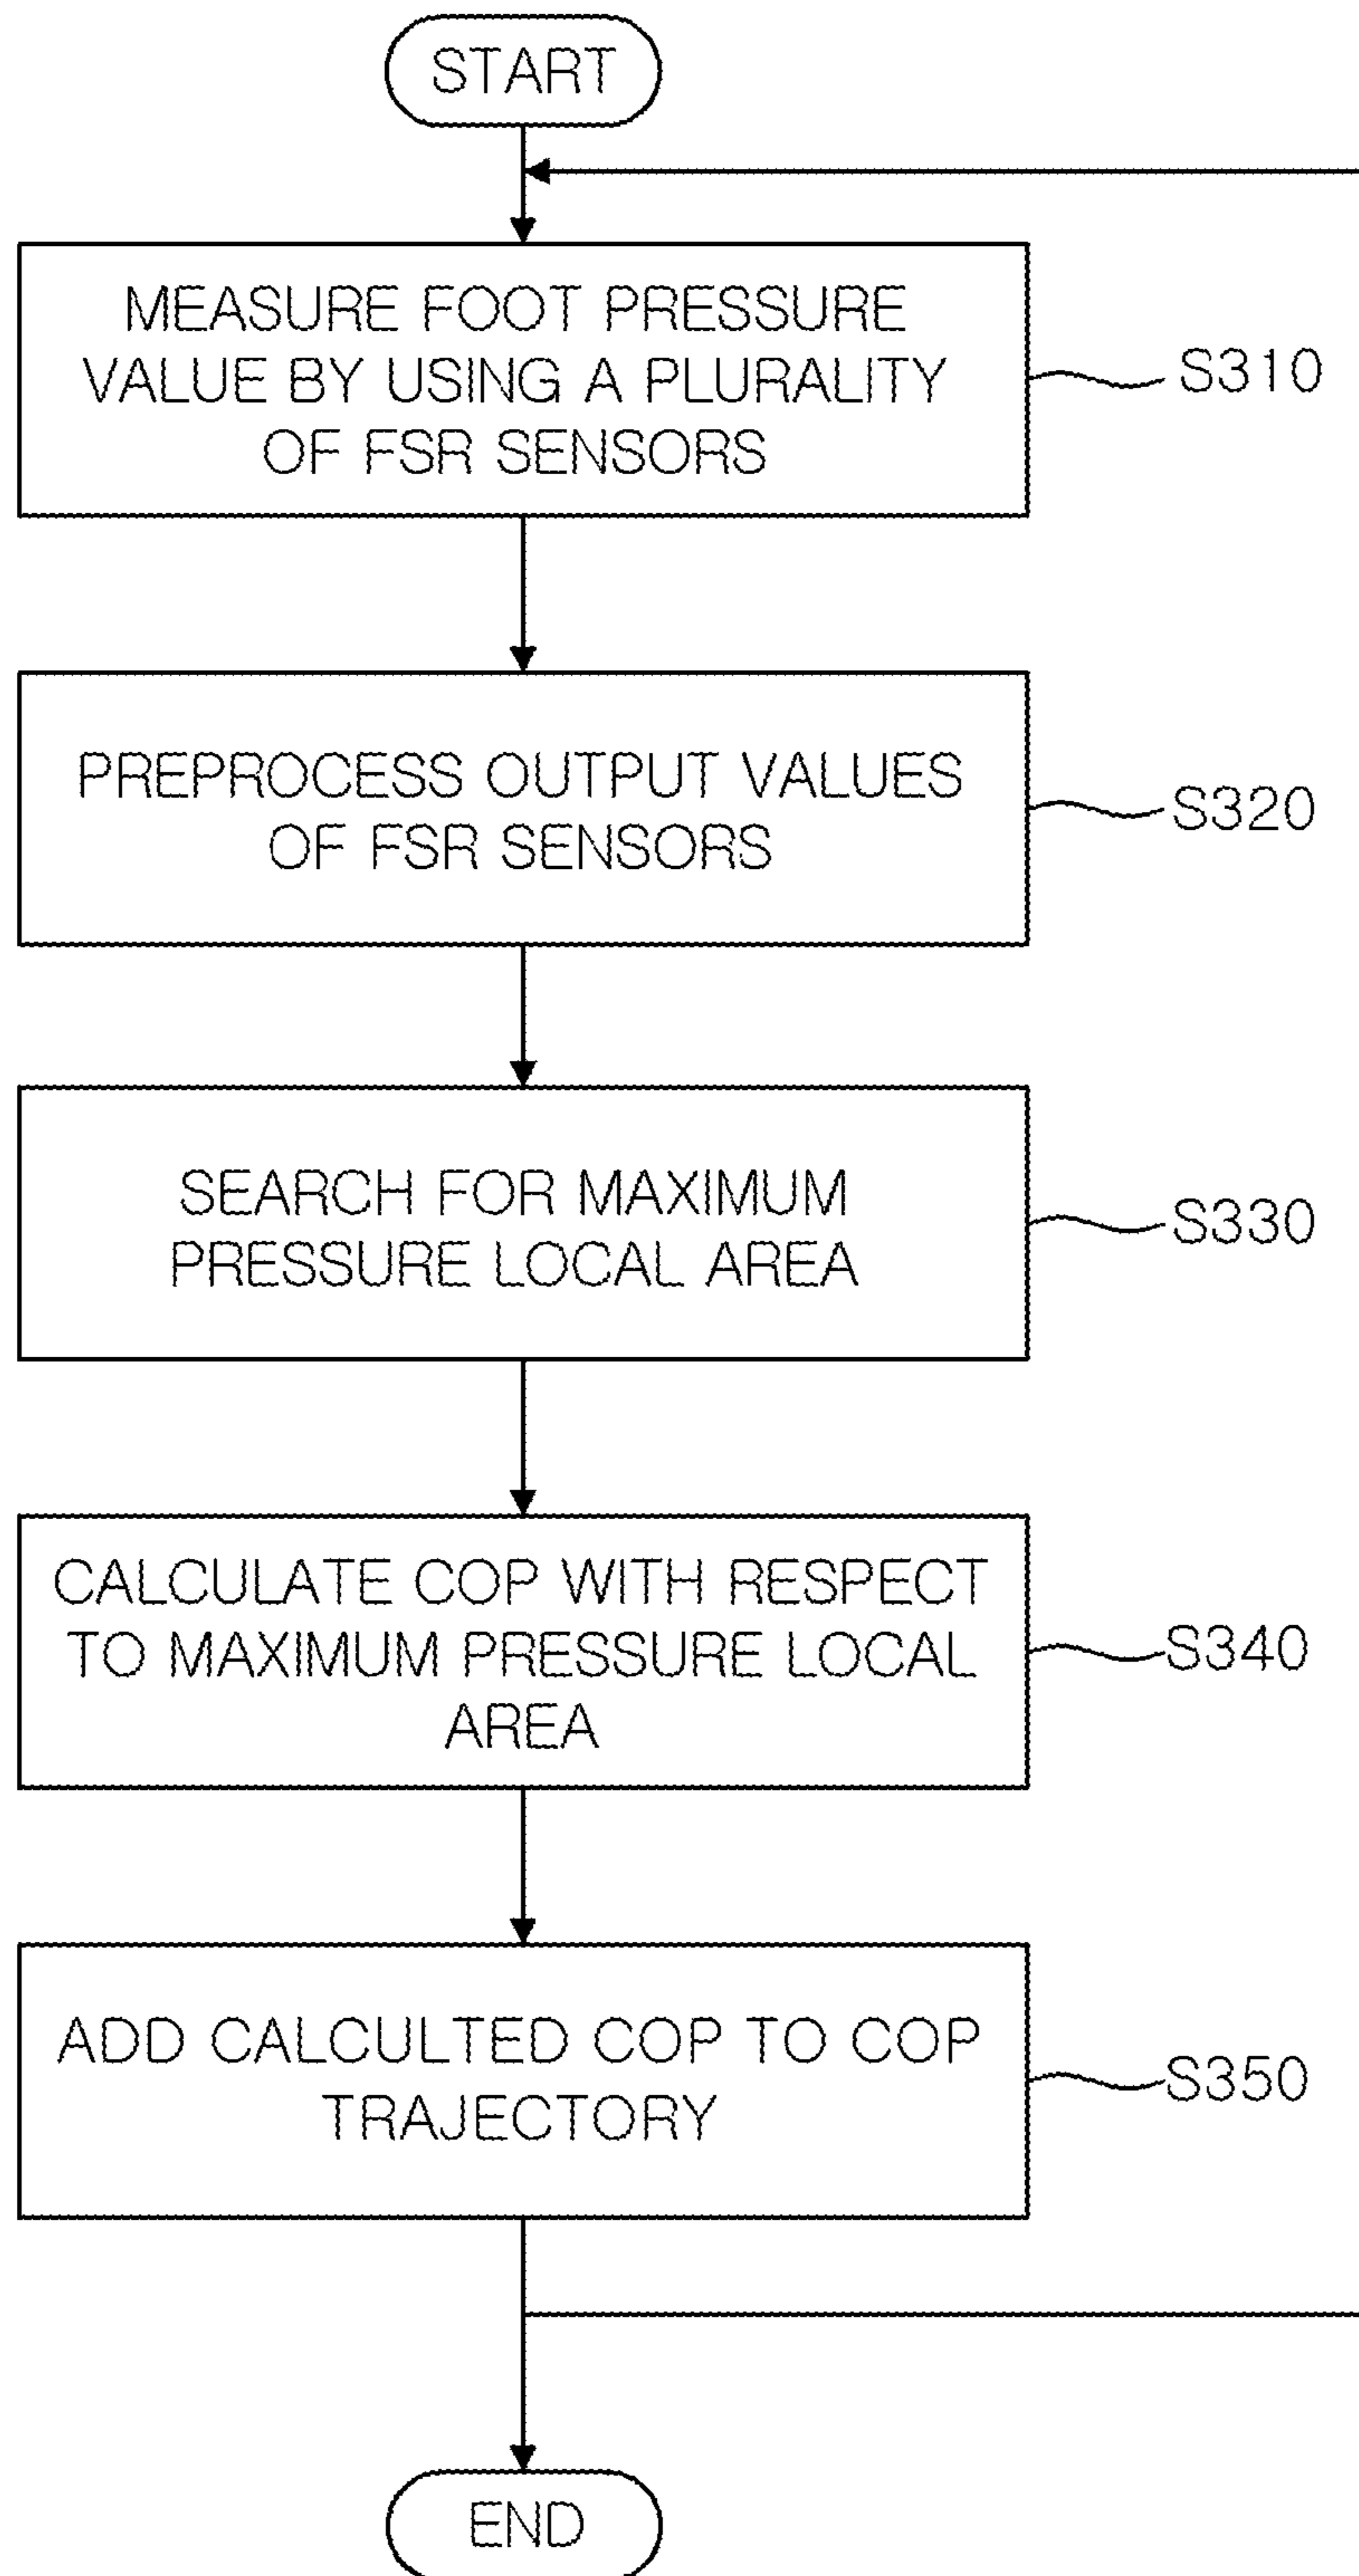 START
MEASURE FOOT PRESSURE
VALUE BY USING A PLURALITY
OF FSR SENSORS
S310
PREPROCESS OUTPUT VALUES
OF FSR SENSORS
S320
SEARCH FOR MAXIMUM
PRESSURE LOCAL AREA
S330
CALCULATE COP WITH RESPECT
TO MAXIMUM PRESSURE LOCAL
AREA
S340
ADD CALCULTED COP TO COP
TRAJECTORY
S350
END